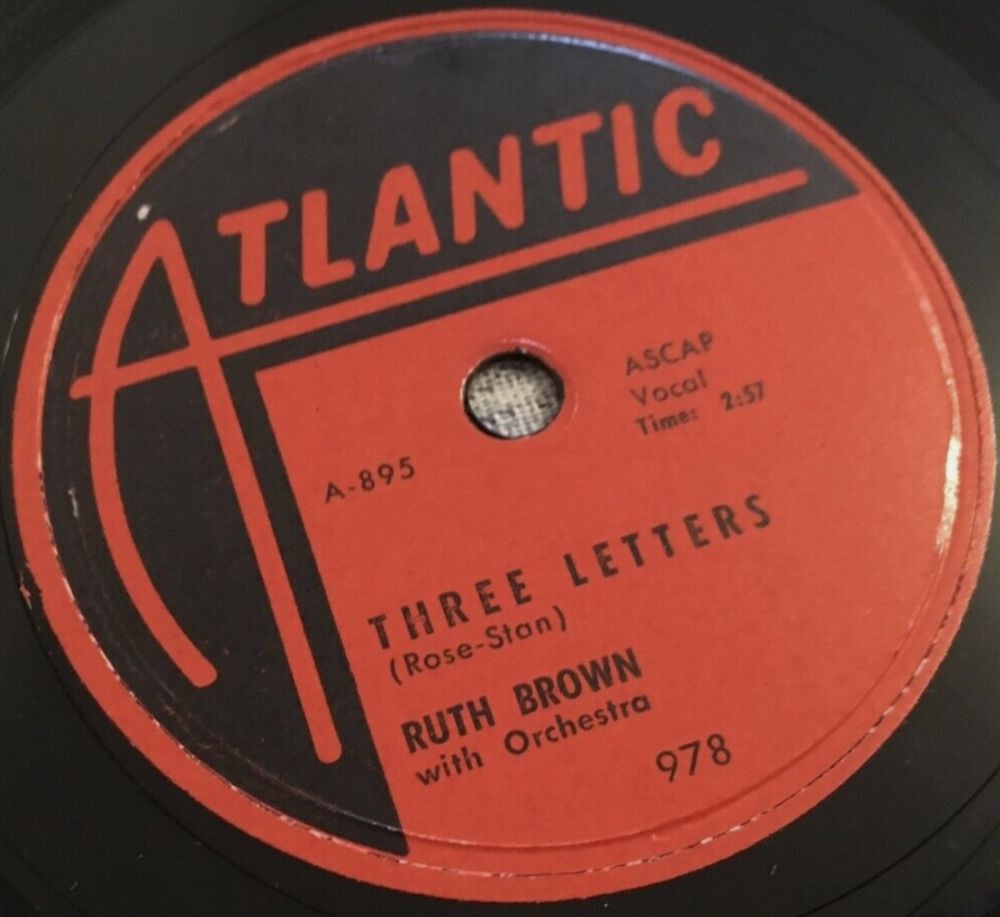 ATLANTIC
ASCAP
Vocal
Time: 2:57
A-895
THREE LETTERS
(Rose-Stan)
RUTH BROWN
with Orchestra
978